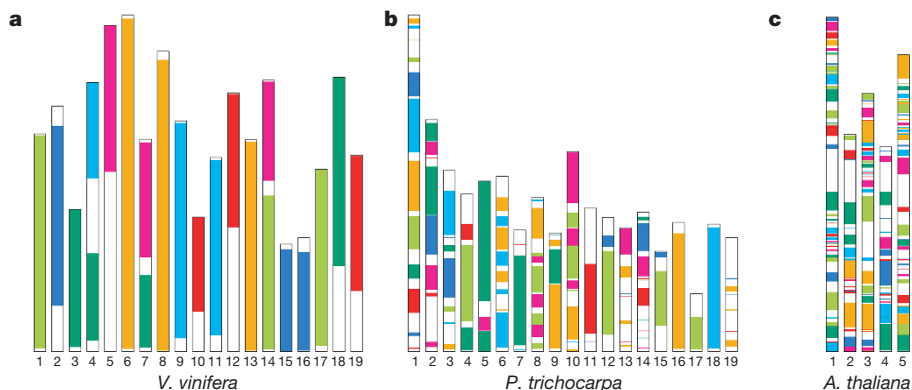 a b c
1 2 3 4 5 6 7 8 9 10 11 12 13 14 15 16 17 18 19 1 2 3 4 5 6 7 8 9 10 11 12 13 14 15 16 17 18 19 1 2 3 4 5
V. vinifera P. trichocarpa A. thaliana